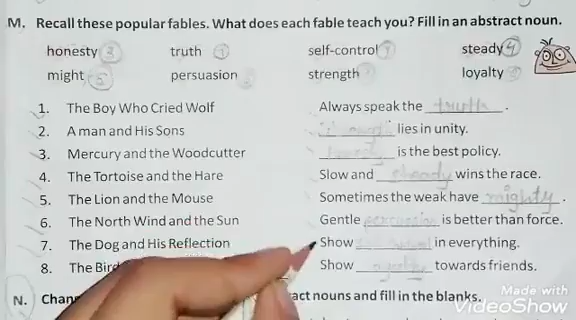 M. Recall these popular fables. What does each fable teach you? Fill in an abstract noun.
honesty 3 truth 1 self-control 7 steady 4
might 5 persuasion strength loyalty
1. The Boy Who Cried Wolf Always speak the truth.
2. A man and His Sons lies in unity.
3. Mercury and the Woodcutter honesty is the best policy.
4. The Tortoise and the Hare Slow and steady wins the race.
5. The Lion and the Mouse Sometimes the weak have mighty.
6. The North Wind and the Sun Gentle persuasion is better than force.
7. The Dog and His Reflection Show in everything.
8. The Show towards friends.
N. act nouns and fill in the blanks.
Made with
VideoShow